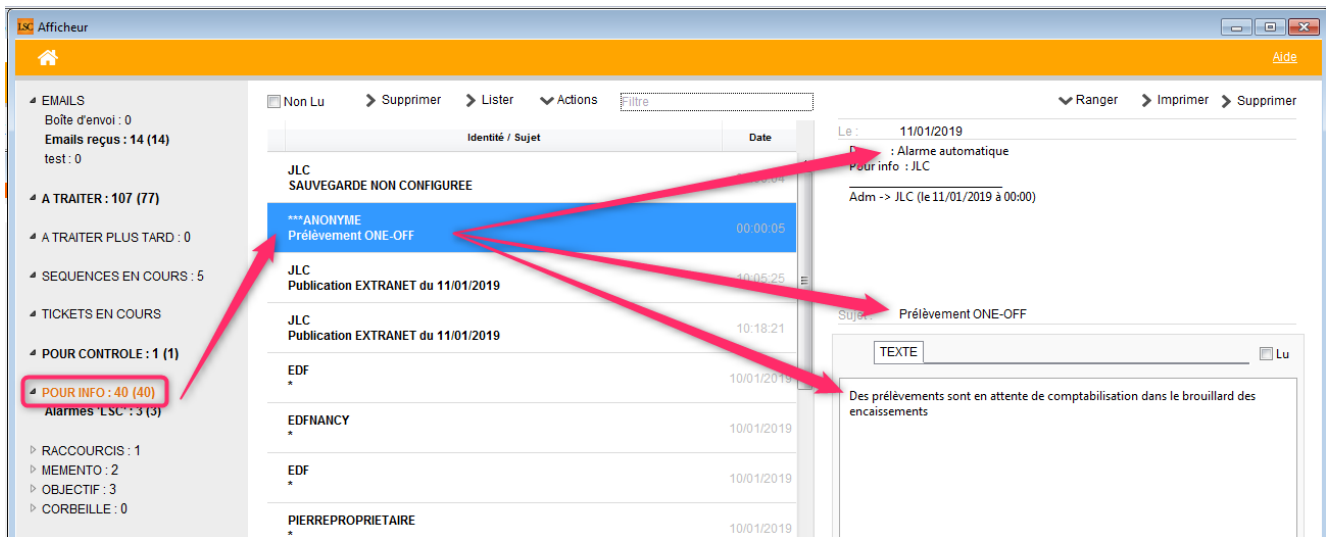 LSC Afficheur
Aide
EMAILS
Boîte d'envoi : 0
Emails reçus : 14 (14)
test : 0
A TRAITER : 107 (77)
A TRAITER PLUS TARD : 0
SEQUENCES EN COURS : 5
TICKETS EN COURS
POUR CONTROLE : 1 (1)
POUR INFO : 40 (40)
Alarmes 'LSC' : 3 (3)
RACCOURCIS : 1
MEMENTO : 2
OBJECTIF : 3
CORBEILLE : 0
Non Lu Supprimer Lister Actions Filtre
Identité / Sujet Date
JLC
SAUVEGARDE NON CONFIGUREE
***ANONYME
Prélèvement ONE-OFF 00:00:05
JLC
Publication EXTRANET du 11/01/2019 10:05:25
JLC
Publication EXTRANET du 11/01/2019 10:18:21
EDF
* 10/01/2019
EDFNANCY
* 10/01/2019
EDF
* 10/01/2019
PIERREPROPRIETAIRE
* 10/01/2019
Ranger Imprimer Supprimer
Le : 11/01/2019
: Alarme automatique
Pour info : JLC
Adm -> JLC (le 11/01/2019 à 00:00)
Sujet : Prélèvement ONE-OFF
TEXTE Lu
Des prélèvements sont en attente de comptabilisation dans le brouillard des
encaissements